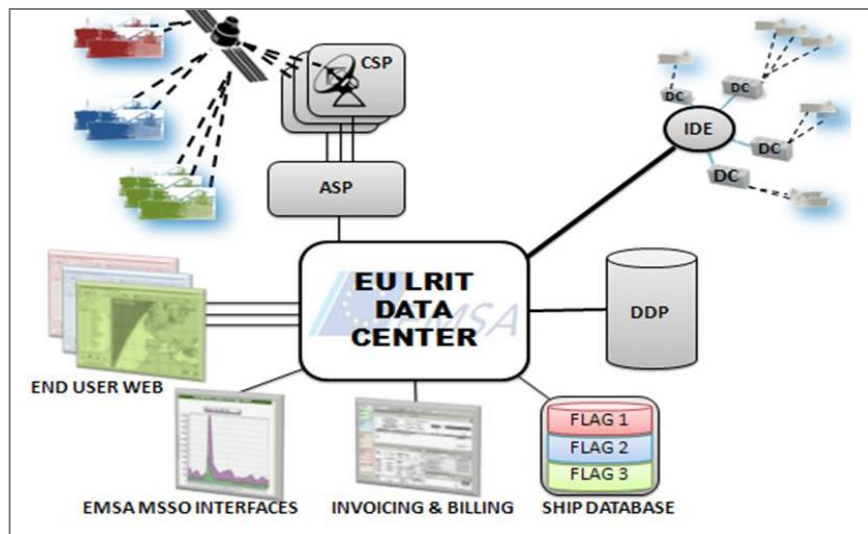 CSP
ASP
DC
DC
IDE
DC
DC
EU LRIT
DATA
CENTER
EMSA
DDP
END USER WEB
FLAG 1
FLAG 2
FLAG 3
EMSA MSSO INTERFACES
INVOICING & BILLING
SHIP DATABASE